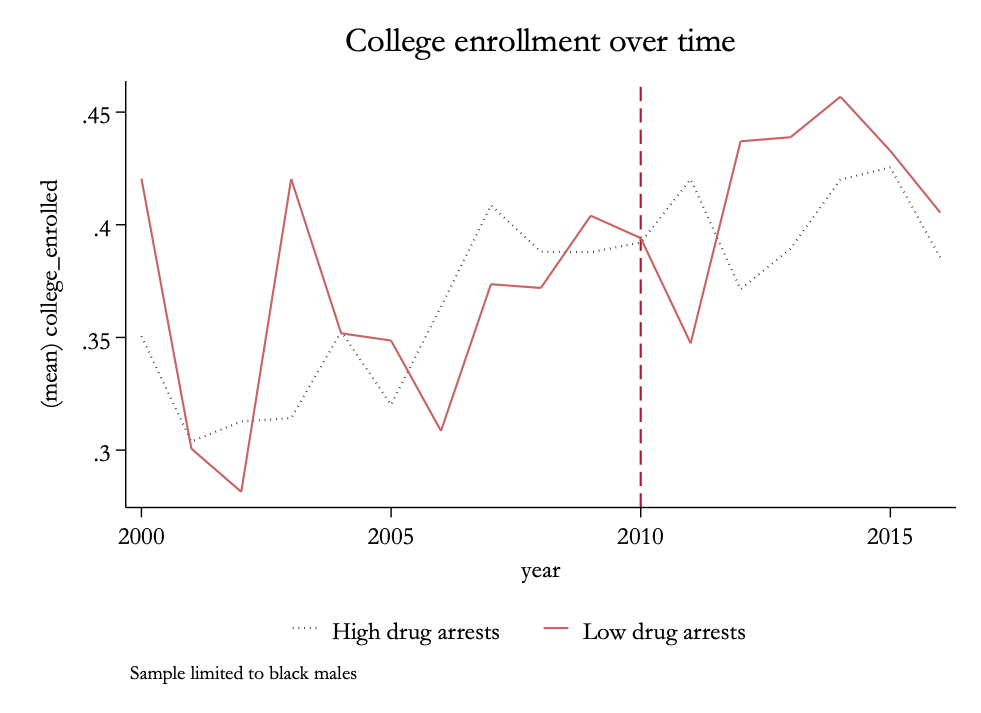 College enrollment over time
(mean) college_enrolled
.45
.4
.35
.3
2000 2005 2010 2015
year
High drug arrests Low drug arrests
Sample limited to black males